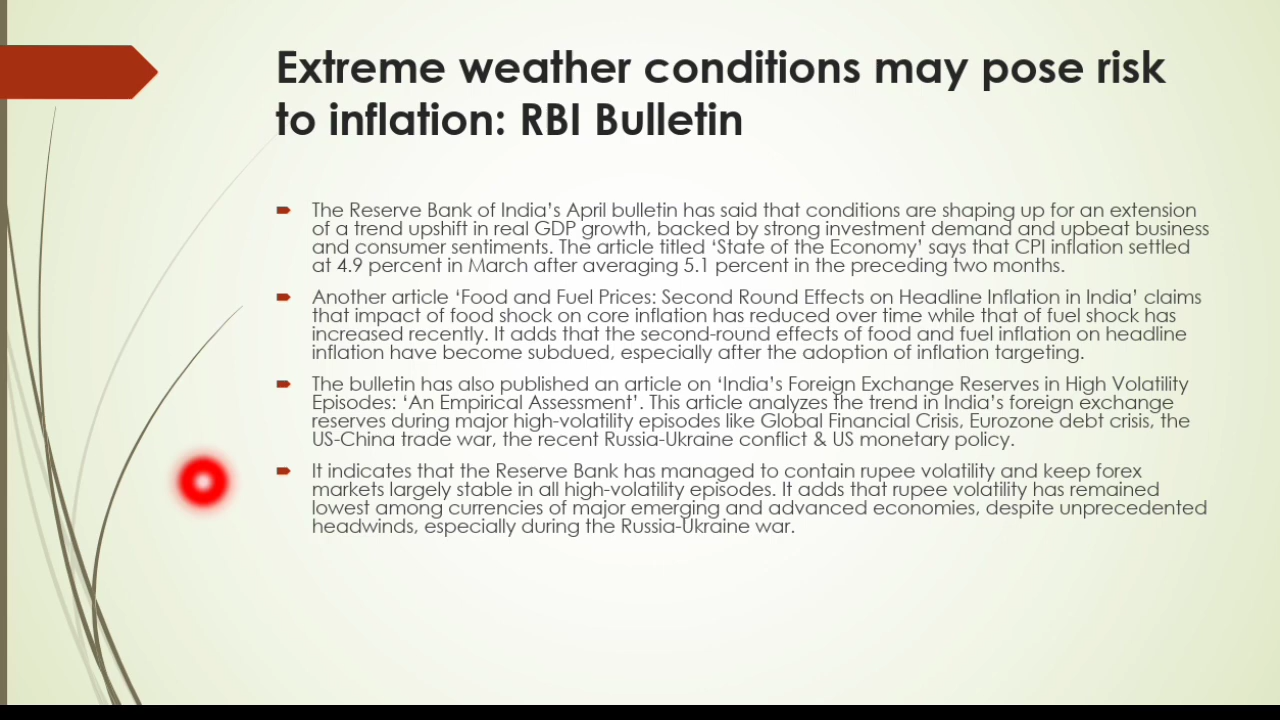 Extreme weather conditions may pose risk
to inflation: RBI Bulletin
The Reserve Bank of India's April bulletin has said that conditions are shaping up for an extension
of a trend upshift in real GDP growth, backed by strong investment demand and upbeat business
and consumer sentiments. The article titled 'State of the Economy' says that CPI inflation settled
at 4.9 percent in March after averaging 5.1 percent in the preceding two months.
Another article 'Food and Fuel Prices: Second Round Effects on Headline Inflation in India' claims
that impact of food shock on core inflation has reduced over time while that of fuel shock has
increased recently. It adds that the second-round effects of food and fuel inflation on headline
inflation have become subdued, especially after the adoption of inflation targeting.
The bulletin has also published an article on 'India's Foreign Exchange Reserves in High Volatility
Episodes: 'An Empirical Assessment'. This article analyzes the trend in India's foreign exchange
reserves during major high-volatility episodes like Global Financial Crisis, Eurozone debt crisis, the
US-China trade war, the recent Russia-Ukraine conflict & US monetary policy.
It indicates that the Reserve Bank has managed to contain rupee volatility and keep forex
markets largely stable in all high-volatility episodes. It adds that rupee volatility has remained
lowest among currencies of major emerging and advanced economies, despite unprecedented
headwinds, especially during the Russia-Ukraine war.